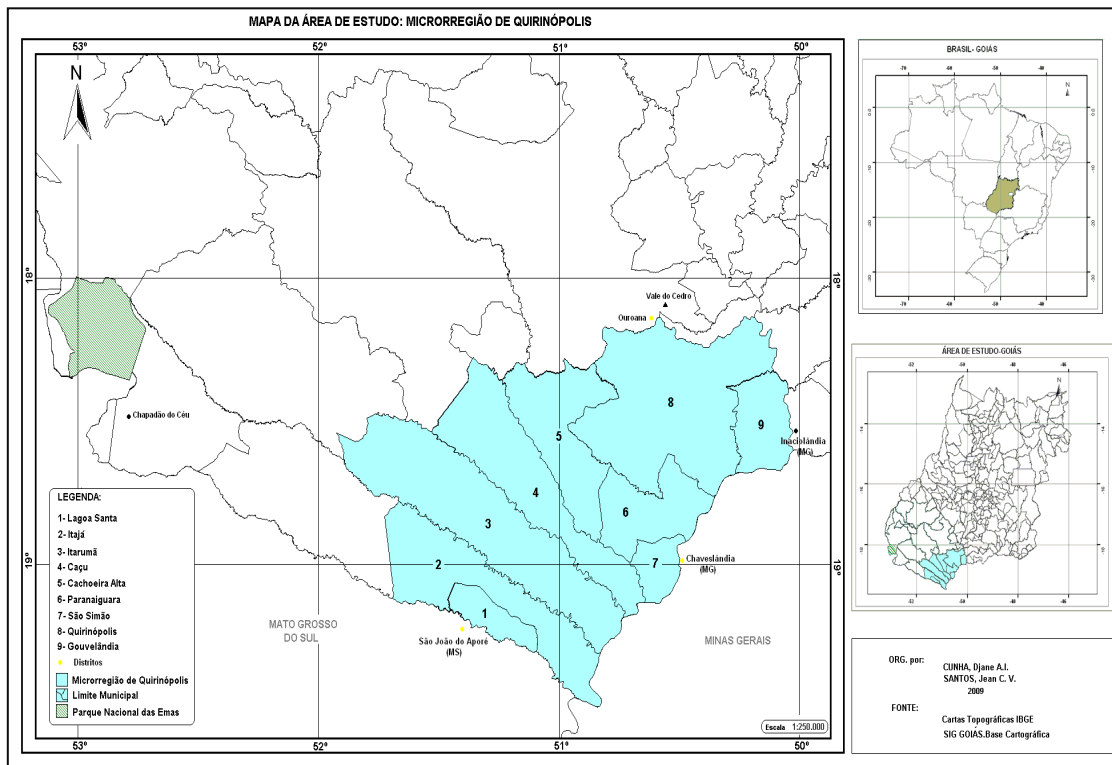 MAPA DA ÁREA DE ESTUDO: MICRORREGIÃO DE QUIRINÓPOLIS
53°
52°
51°
50°
N
18°
18°
Vale do Cedro
Ouroana
Chapadão do Céu
8
9
5
Inaciolândia
(MG)
4
6
3
2
7
Chaveslândia
(MG)
19°
19°
1
MATO GROSSO
DO SUL
São João do Aporé
(MS)
MINAS GERAIS
LEGENDA:
1- Lagoa Santa
2- Itajá
3- Itarumã
4- Caçu
5- Cachoeira Alta
6- Paranaiguara
7- São Simão
8- Quirinópolis
9- Gouvelândia
Distritos
Microrregião de Quirinópolis
Limite Municipal
Parque Nacional das Emas
Escala 1:250.000
53°
52°
51°
50°
BRASIL- GOIÁS
N
ÁREA DE ESTUDO-GOIÁS
N
ORG. por:
CUNHA, Djane A.I.
SANTOS, Jean C. V.
2009
FONTE:
Cartas Topográficas IBGE
SIG GOIÁS.Base Cartográfica